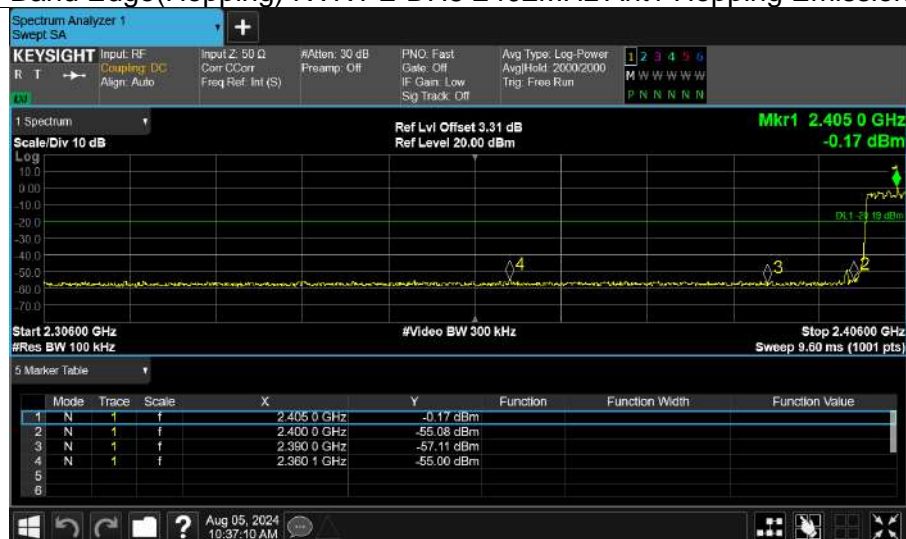 Spectrum Analyzer 1
Swept SA
+
KEYSIGHT
R T
Input: RF
Coupling: DC
Align: Auto
Input Z: 50 Ω
Corr CCorr
Freq Ref: Int (S)
#Atten: 30 dB
Preamp: Off
PNO: Fast
Gate: Off
IF Gain: Low
Sig Track: Off
Avg Type: Log-Power
Avg|Hold: 2000/2000
Trig: Free Run
1 2 3 4 5 6
M W W W W W
P N N N N N
1 Spectrum
Scale/Div 10 dB
Ref Lvl Offset 3.31 dB
Ref Level 20.00 dBm
Mkr1 2.405 0 GHz
-0.17 dBm
Log
10.0
0.00
-10.0
-20.0
-30.0
-40.0
-50.0
-60.0
-70.0
4
3
2
Start 2.30600 GHz
#Res BW 100 kHz
#Video BW 300 kHz
Stop 2.40600 GHz
Sweep 9.60 ms (1001 pts)
5 Marker Table
Mode Trace Scale X Y Function Function Width Function Value
1 N 1 f 2.405 0 GHz -0.17 dBm
2 N 1 f 2.400 0 GHz -55.08 dBm
3 N 1 f 2.390 0 GHz -57.11 dBm
4 N 1 f 2.360 1 GHz -55.00 dBm
5
6
?
Aug 05, 2024
10:37:10 AM